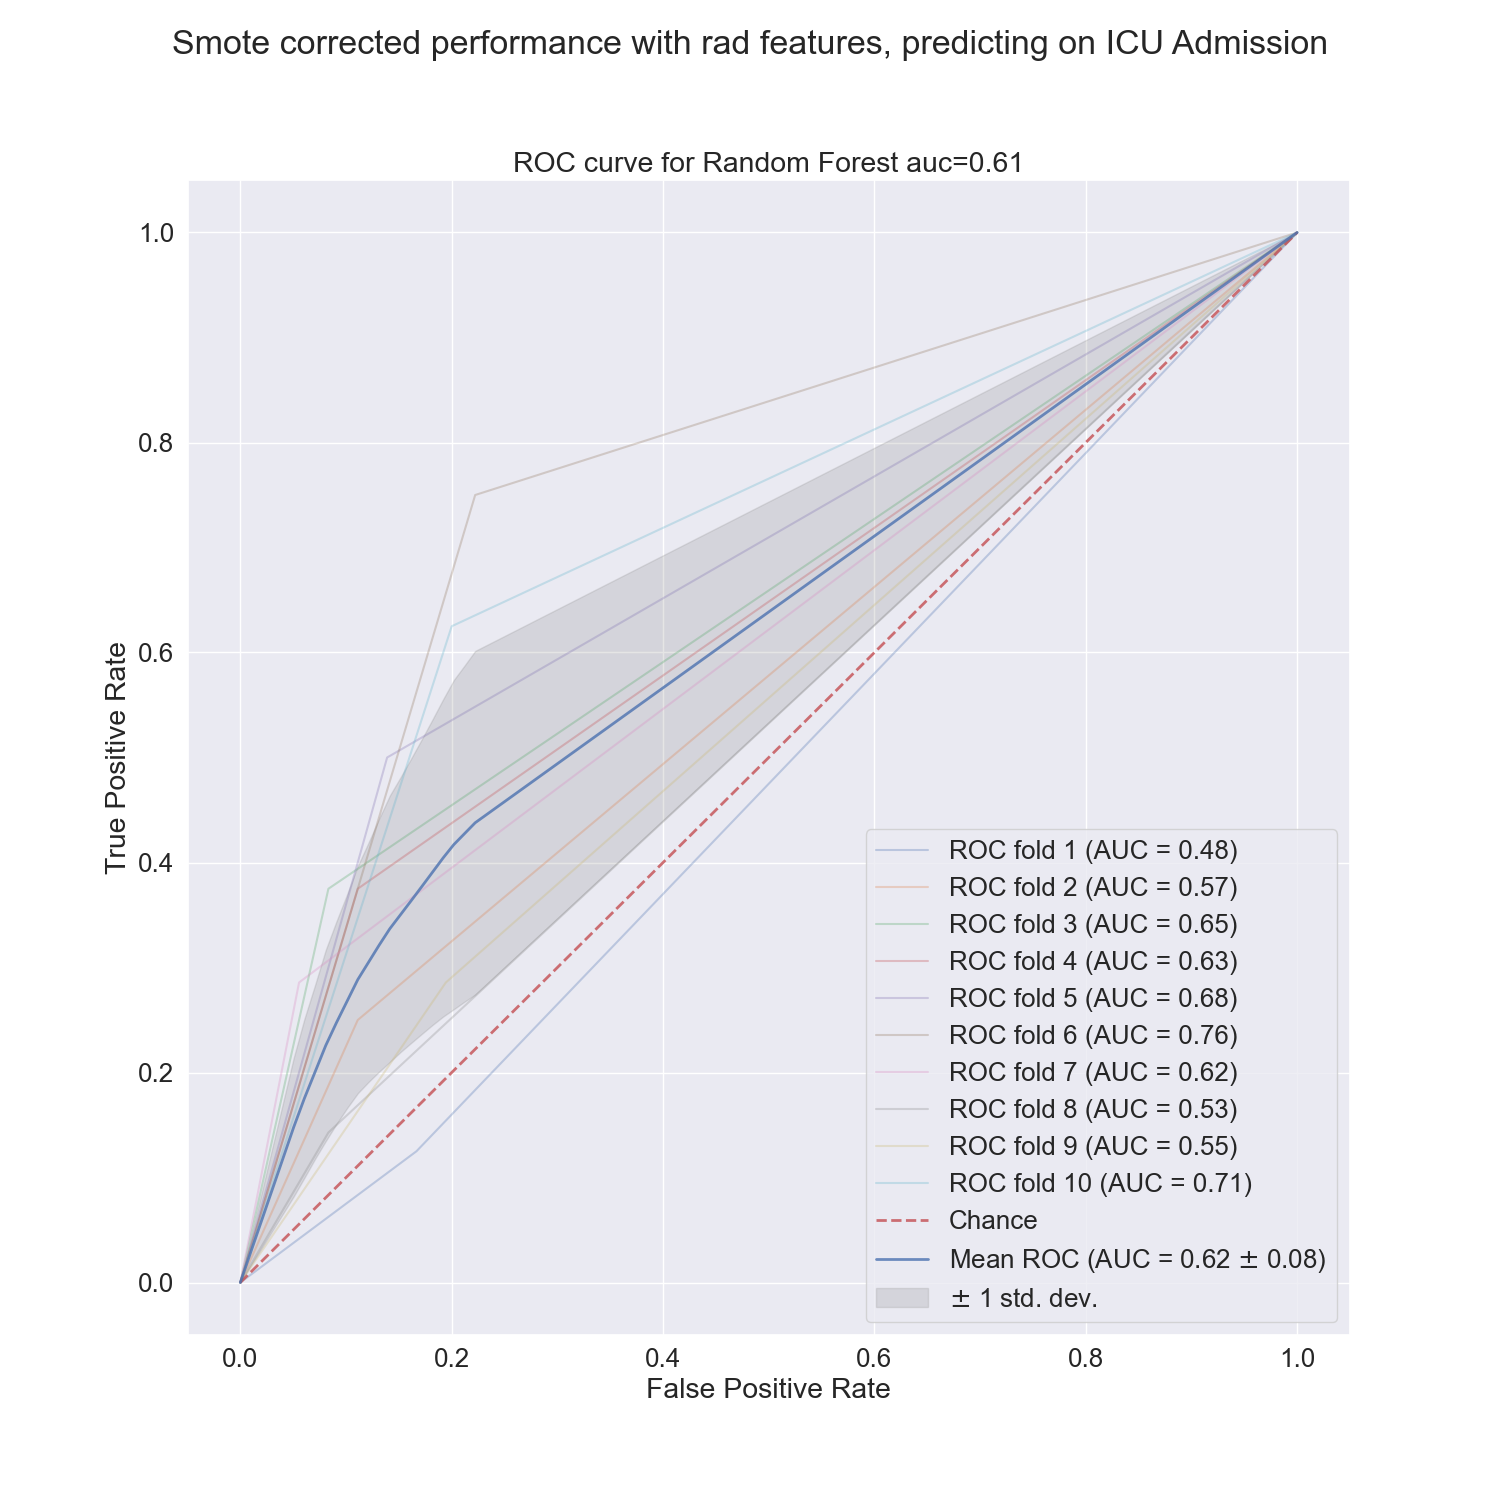 Smote corrected performance with rad features, predicting on ICU Admission
ROC curve for Random Forest auc=0.61
1.0
0.8
0.6
0.4
0.2
0.0
True Positive Rate
ROC fold 1 (AUC = 0.48)
ROC fold 2 (AUC = 0.57)
ROC fold 3 (AUC = 0.65)
ROC fold 4 (AUC = 0.63)
ROC fold 5 (AUC = 0.68)
ROC fold 6 (AUC = 0.76)
ROC fold 7 (AUC = 0.62)
ROC fold 8 (AUC = 0.53)
ROC fold 9 (AUC = 0.55)
ROC fold 10 (AUC = 0.71)
Chance
Mean ROC (AUC = 0.62 ± 0.08)
± 1 std. dev.
0.0 0.2 0.4 0.6 0.8 1.0
False Positive Rate